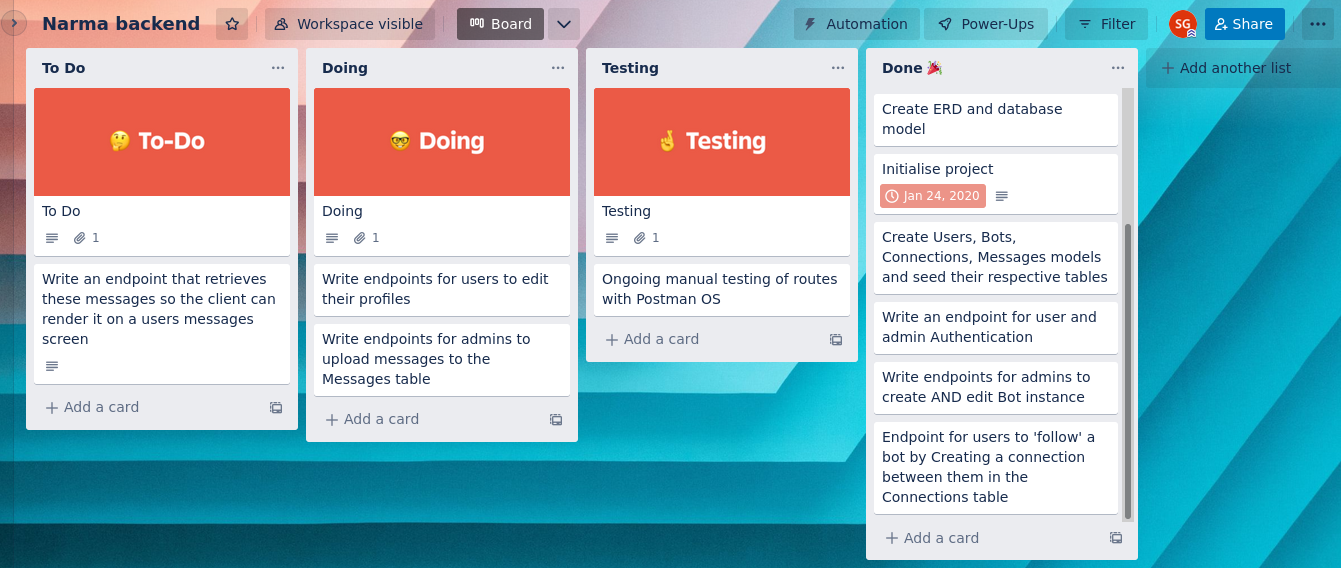 Narma backend
Workspace visible
Board
Automation
Power-Ups
Filter
SG
Share
To Do
🤔 To-Do
To Do
1
Write an endpoint that retrieves
these messages so the client can
render it on a users messages
screen
Add a card
Doing
🤓 Doing
Doing
1
Write endpoints for users to edit
their profiles
Write endpoints for admins to
upload messages to the
Messages table
Add a card
Testing
🤞 Testing
Testing
1
Ongoing manual testing of routes
with Postman OS
Add a card
Done 🎉
Create ERD and database
model
Initialise project
Jan 24, 2020
Create Users, Bots,
Connections, Messages models
and seed their respective tables
Write an endpoint for user and
admin Authentication
Write endpoints for admins to
create AND edit Bot instance
Endpoint for users to 'follow' a
bot by Creating a connection
between them in the
Connections table
Add a card
Add another list